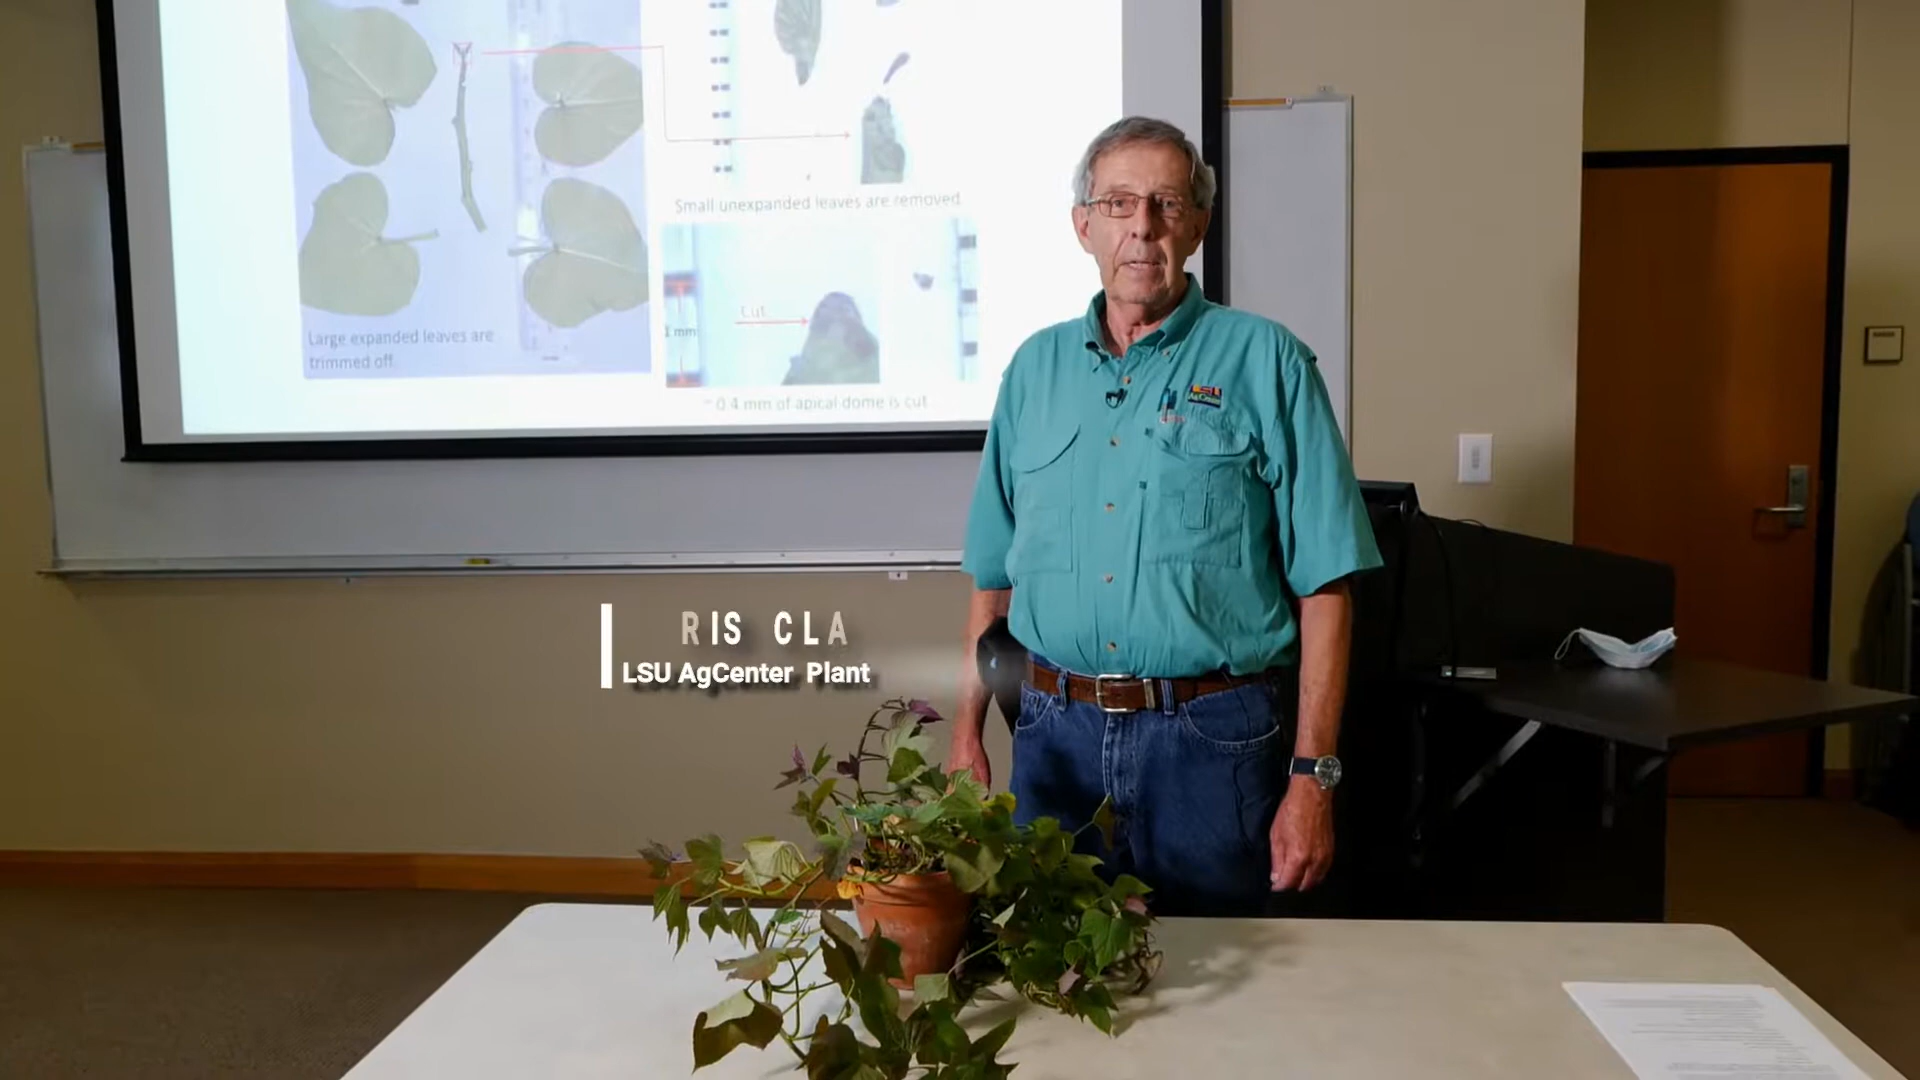 Small unexpanded leaves are removed.
Large expanded leaves are
trimmed off.
Cut
1 mm
~ 0.4 mm of apical dome is cut
AgCenter
RIS CLA
LSU AgCenter Plant